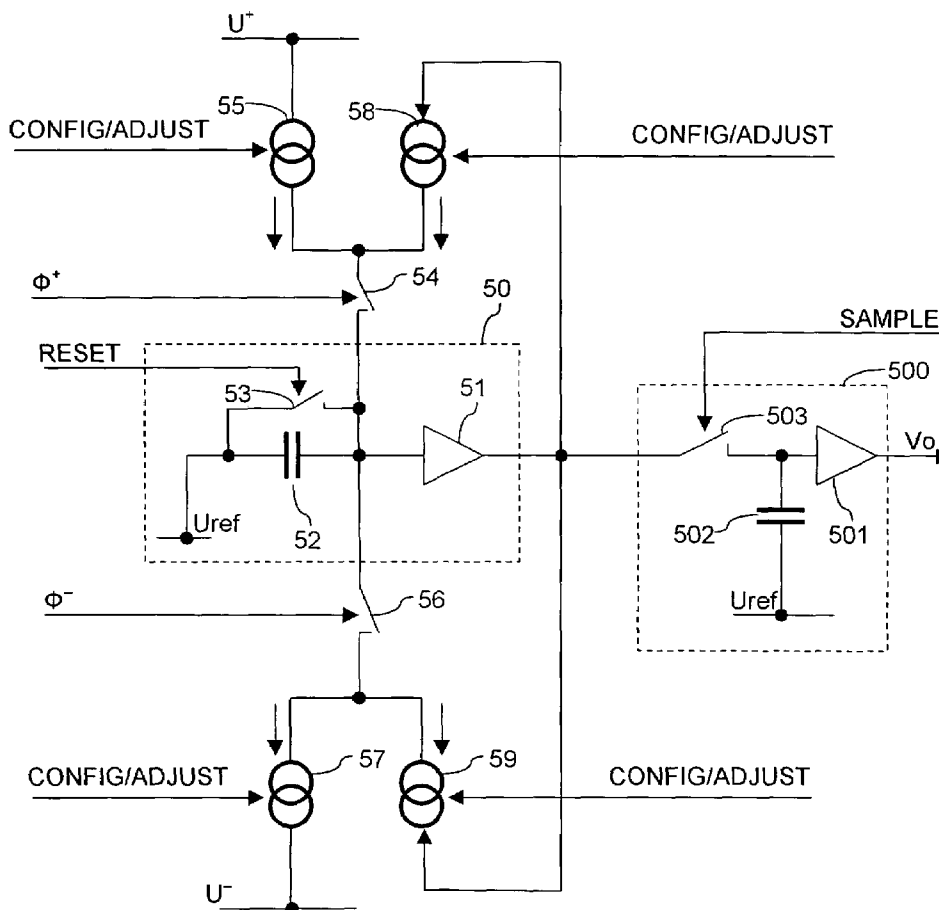 U+
55
58
CONFIG/ADJUST
CONFIG/ADJUST
54
Φ+
50
SAMPLE
RESET
500
53
51
503
Vo
Uref
52
502
501
Φ−
56
Uref
57
59
CONFIG/ADJUST
CONFIG/ADJUST
U−